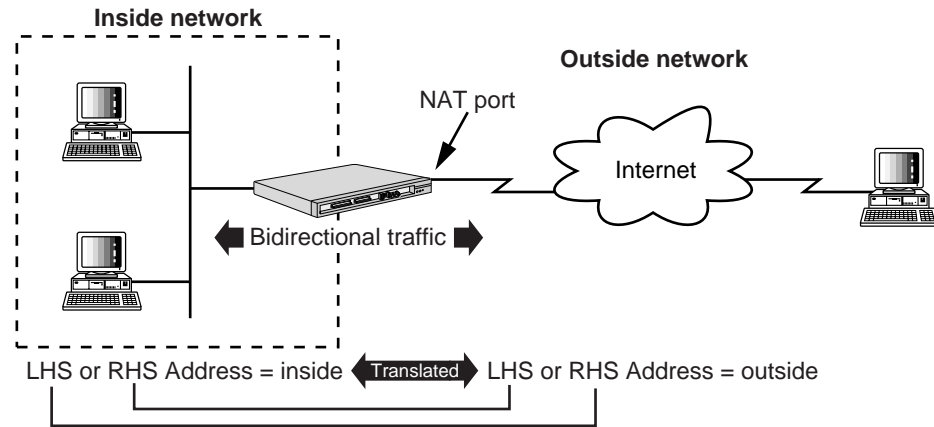 Inside network
Outside network
NAT port
Internet
Bidirectional traffic
LHS or RHS Address = inside Translated LHS or RHS Address = outside